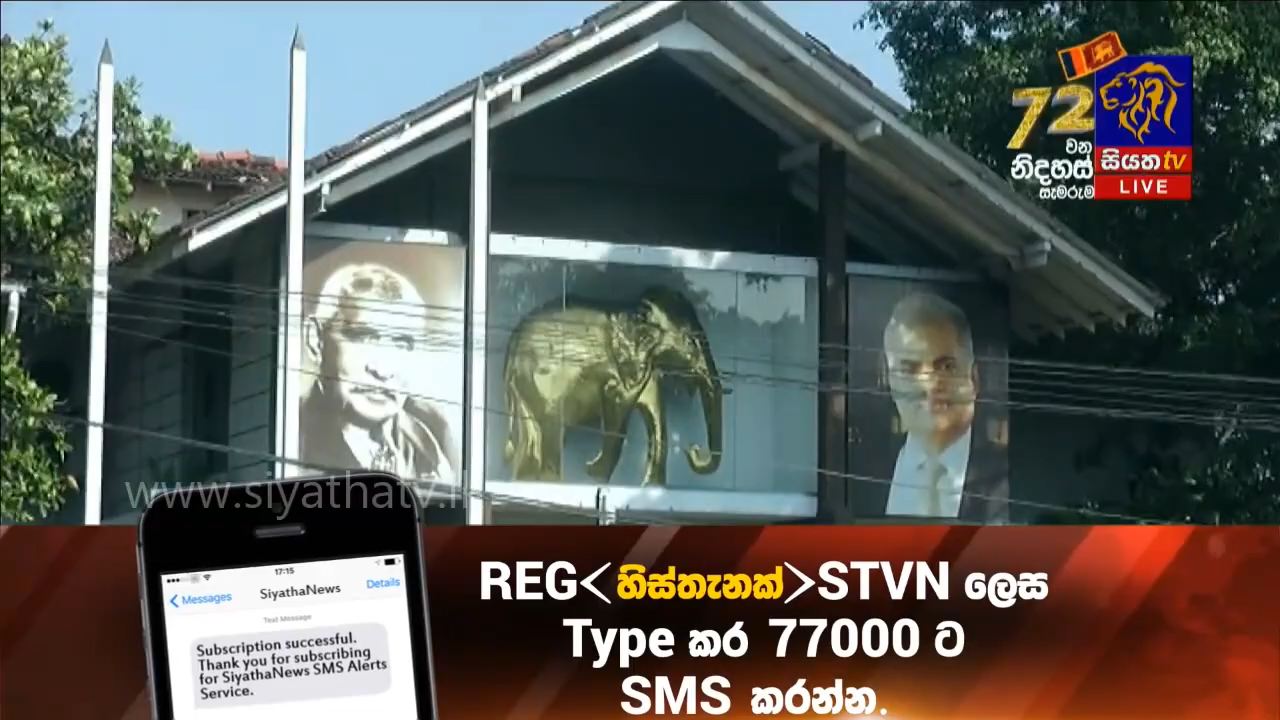 72
වන
නිදහස්
සැමරුම
සියත tv
LIVE
www.siyathatv.l
17:15
Messages
SiyathaNews
Details
Text Message
Subscription successful.
Thank you for subscribing
for SiyathaNews SMS Alerts
Service.
REG<හිස්තැනක්>STVN ලෙස
Type කර 77000 ට
SMS කරන්න.